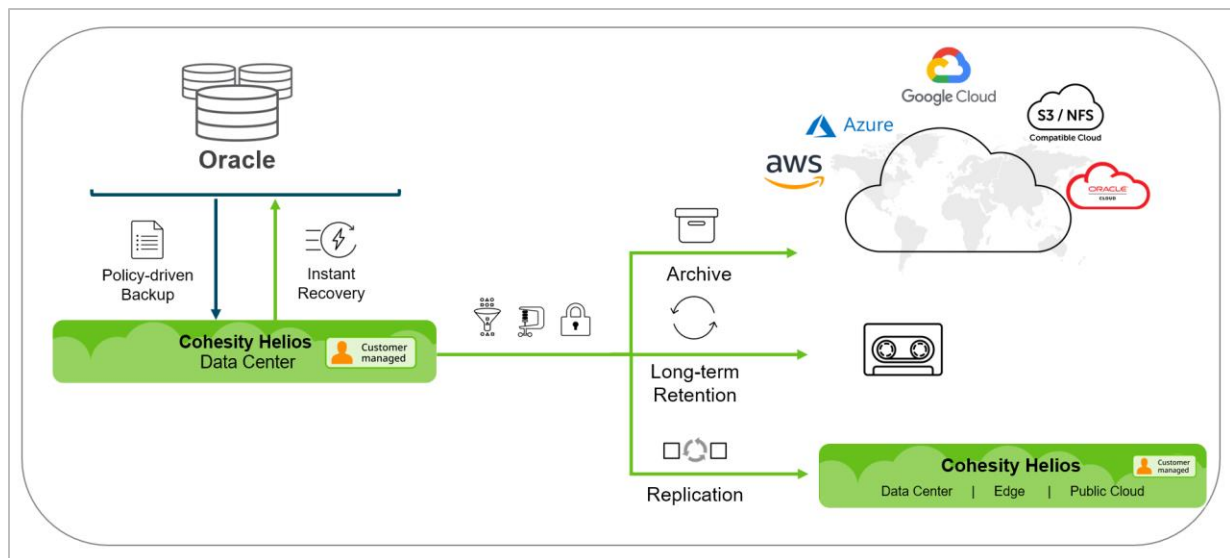 Oracle
Policy-driven
Backup
Instant
Recovery
Cohesity Helios
Data Center
Customer
managed
Archive
Long-term
Retention
Replication
Google Cloud
Azure
aws
S3 / NFS
Compatible Cloud
ORACLE
CLOUD
Cohesity Helios
Data Center | Edge | Public Cloud
Customer
managed